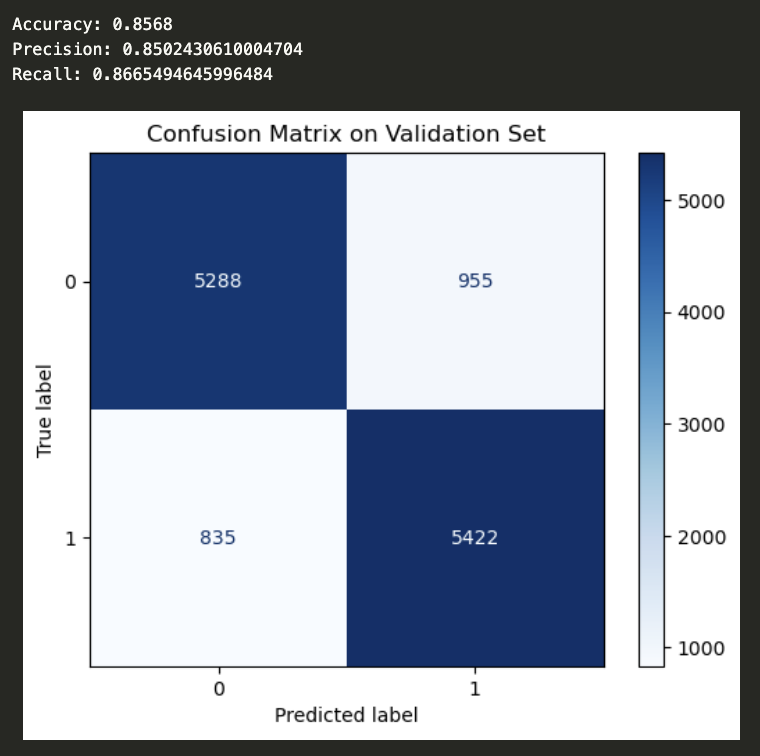 Accuracy: 0.8568
Precision: 0.8502430610004704
Recall: 0.8665494645996484
Confusion Matrix on Validation Set
True label
0
5288
955
1
835
5422
0
1
Predicted label
5000
4000
3000
2000
1000